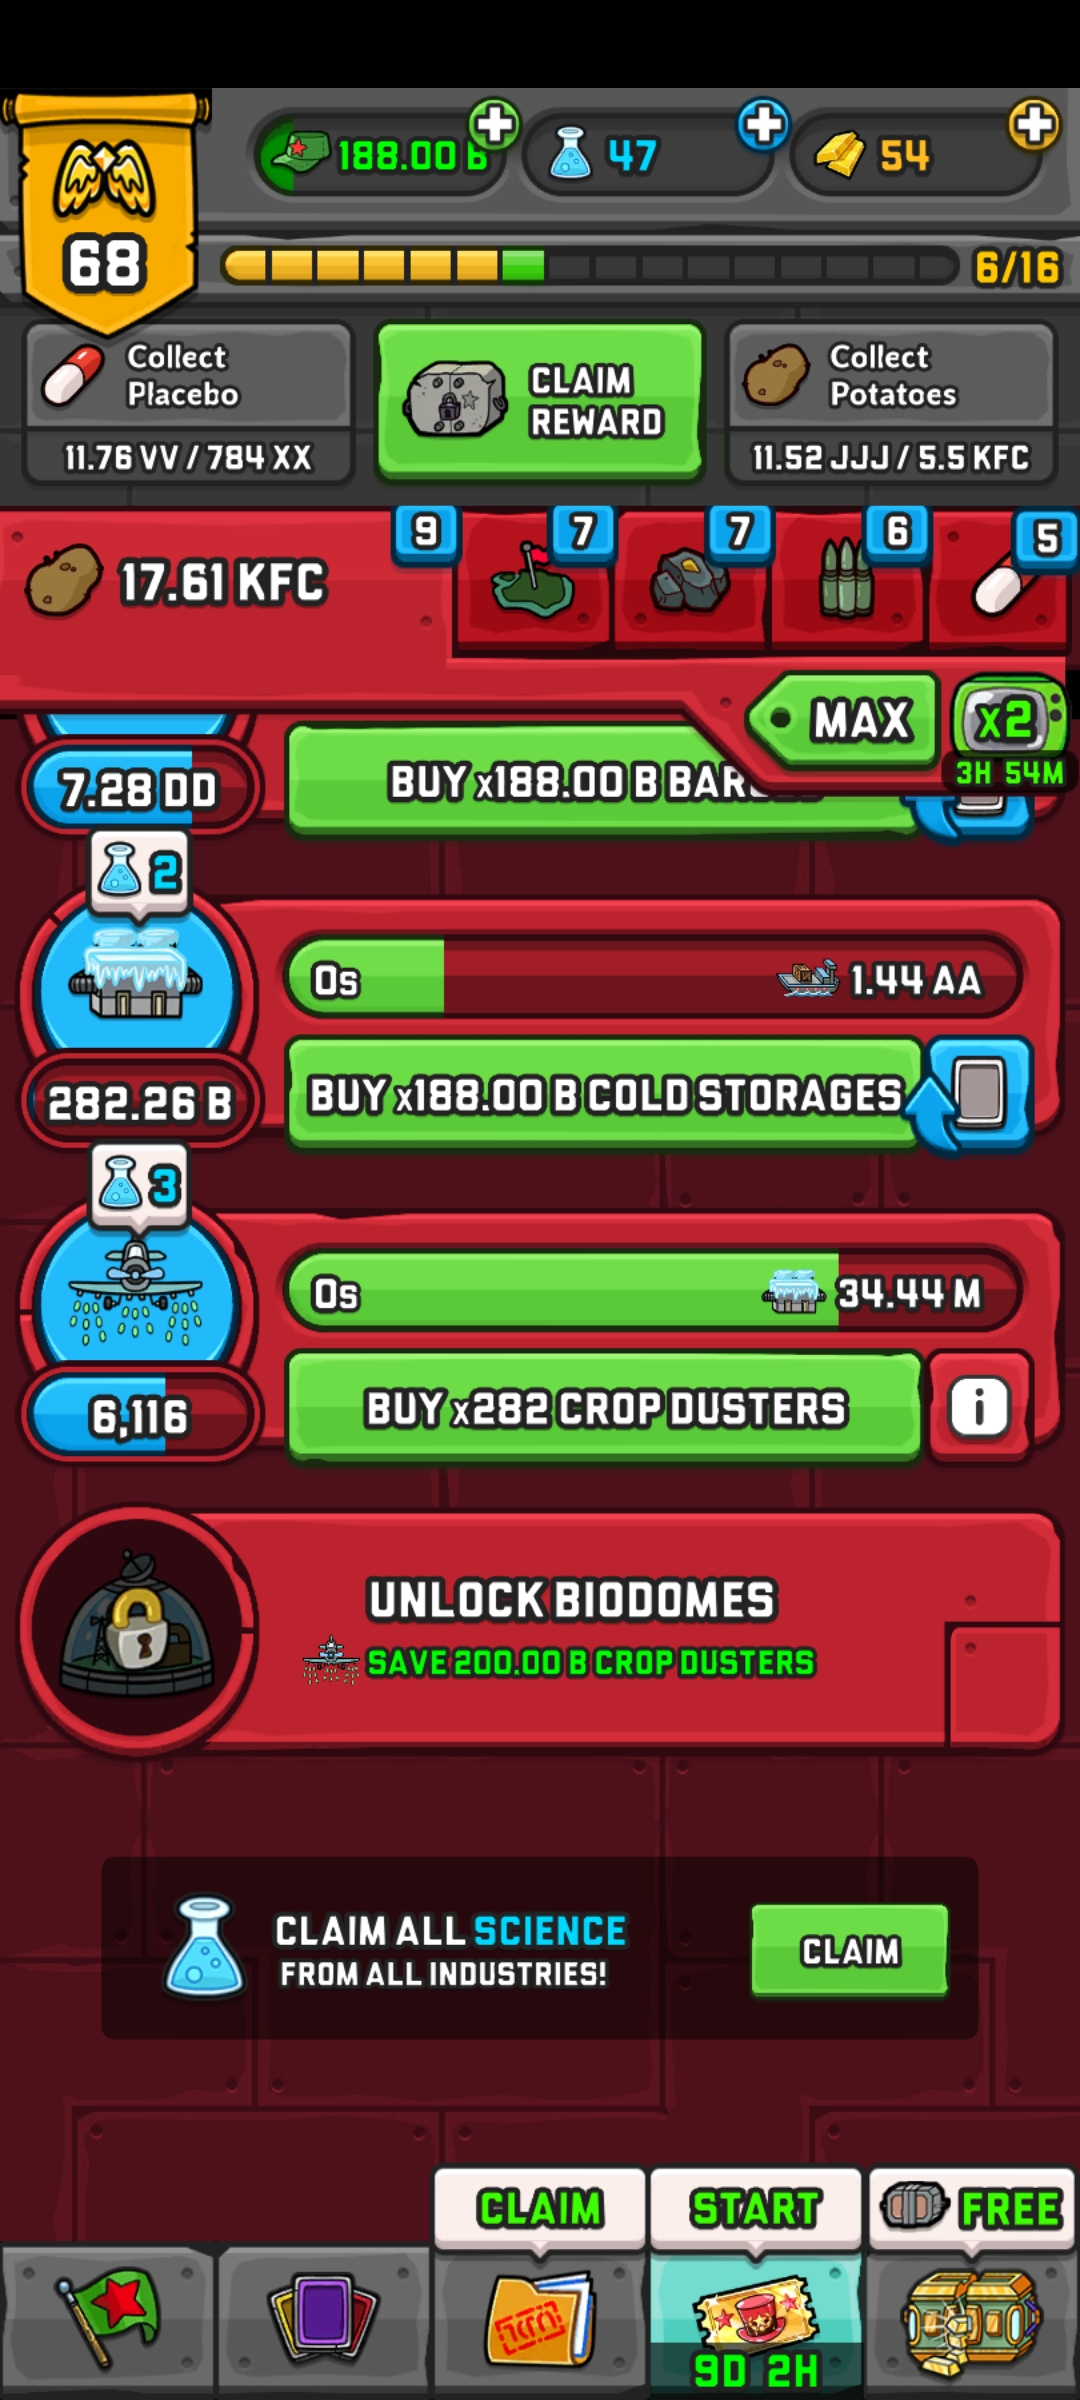 188.00 B
47
54
68
6/16
Collect
Placebo
11.76 VV / 784 XX
CLAIM
REWARD
Collect
Potatoes
11.52 JJJ / 5.5 KFC
17.61 KFC
9
7
7
6
5
MAX
x2
3H 54M
7.28 DD
BUY x188.00 B
2
0s
1.44 AA
282.26 B
BUY x188.00 B COLD STORAGES
3
0s
34.44 M
6,116
BUY x282 CROP DUSTERS
i
UNLOCK BIODOMES
SAVE 200.00 B CROP DUSTERS
CLAIM ALL SCIENCE
FROM ALL INDUSTRIES!
CLAIM
CLAIM
START
FREE
9D 2H